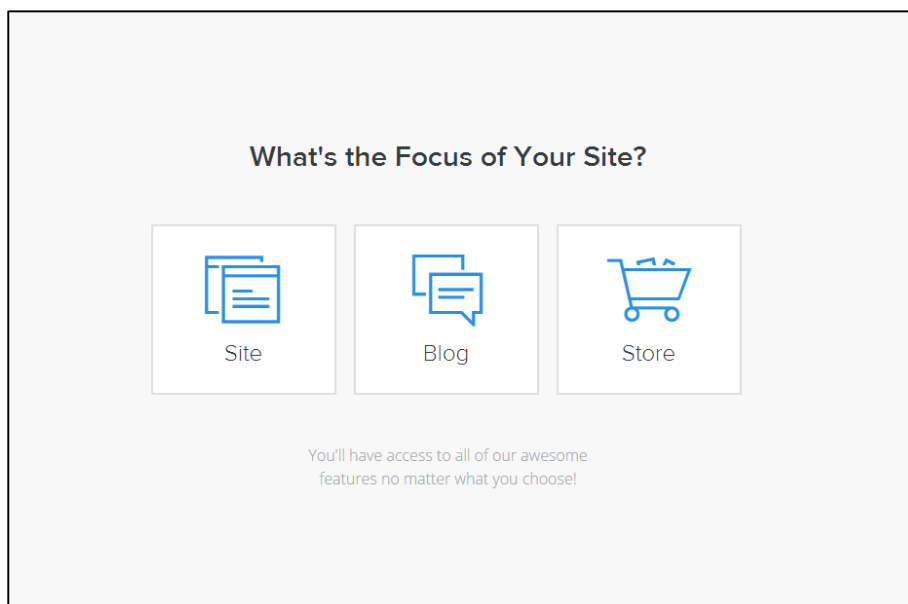 What's the Focus of Your Site?
Site
Blog
Store
You'll have access to all of our awesome
features no matter what you choose!